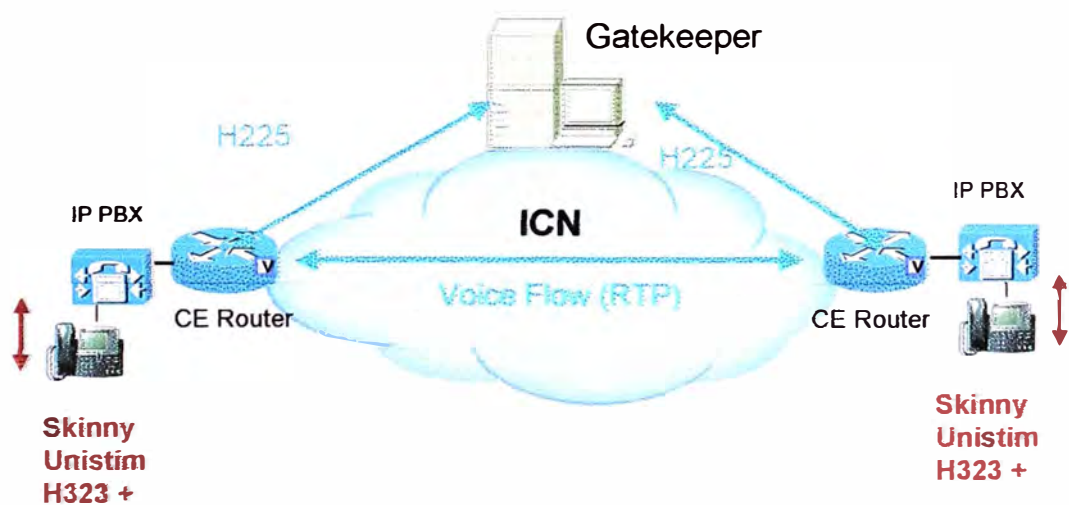 Gatekeeper
H225
H225
IP PBX
IP PBX
ICN
V
V
Voice Flow (RTP)
CE Router
CE Router
Skinny
Unistim
H323 +
Skinny
Unistim
H323 +